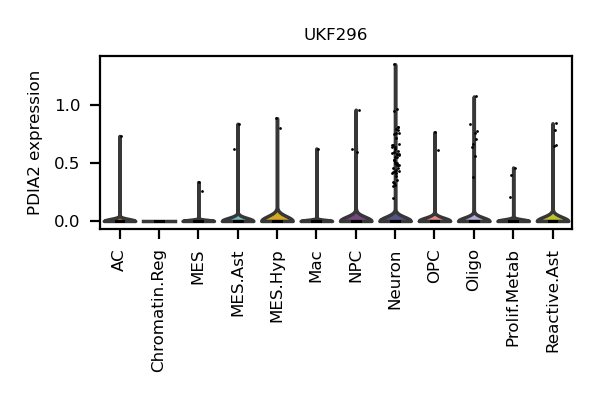 UKF296
PDIA2 expression
1.0
0.5
0.0
AC
Chromatin.Reg
MES
MES.Ast
MES.Hyp
Mac
NPC
Neuron
OPC
Oligo
Prolif.Metab
Reactive.Ast